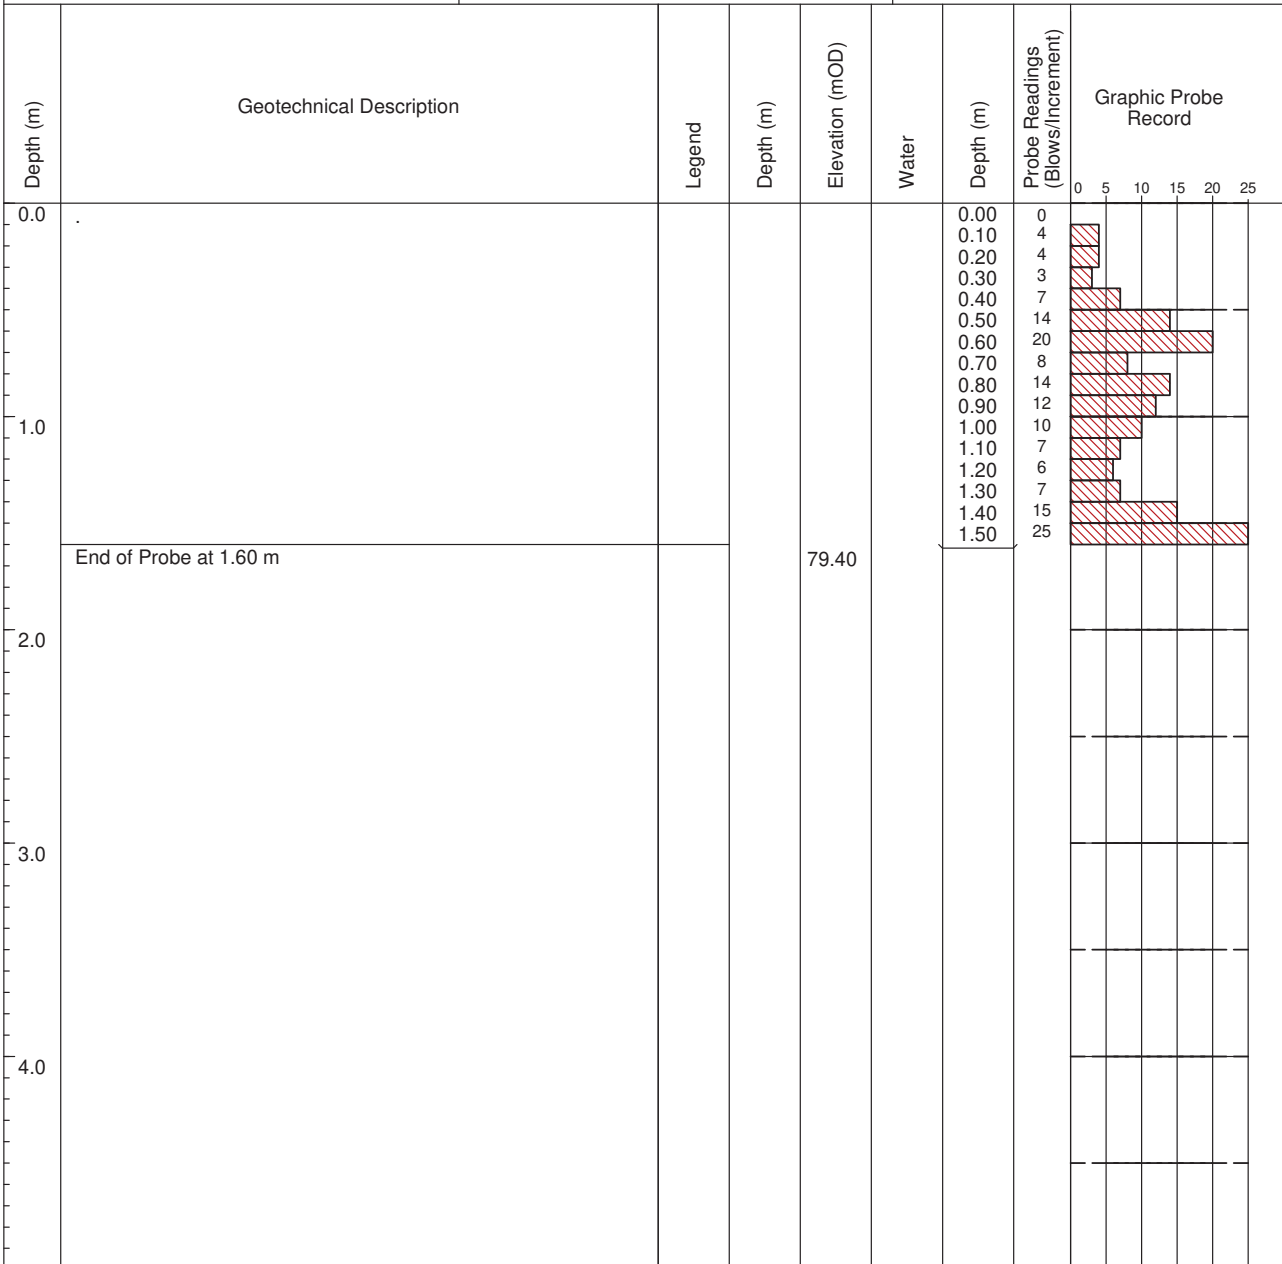 Depth (m)
Geotechnical Description
Legend
Depth (m)
Elevation (mOD)
Water
Depth (m)
Probe Readings
(Blows/Increment)
Graphic Probe
Record
0 5 10 15 20 25
0.0 . 0.00 0
0.10 4
0.20 4
0.30 3
0.40 7
0.50 14
0.60 20
0.70 8
0.80 14
0.90 12
1.0 1.00 10
1.10 7
1.20 6
1.30 7
1.40 15
1.50 25
End of Probe at 1.60 m 79.40
2.0
3.0
4.0